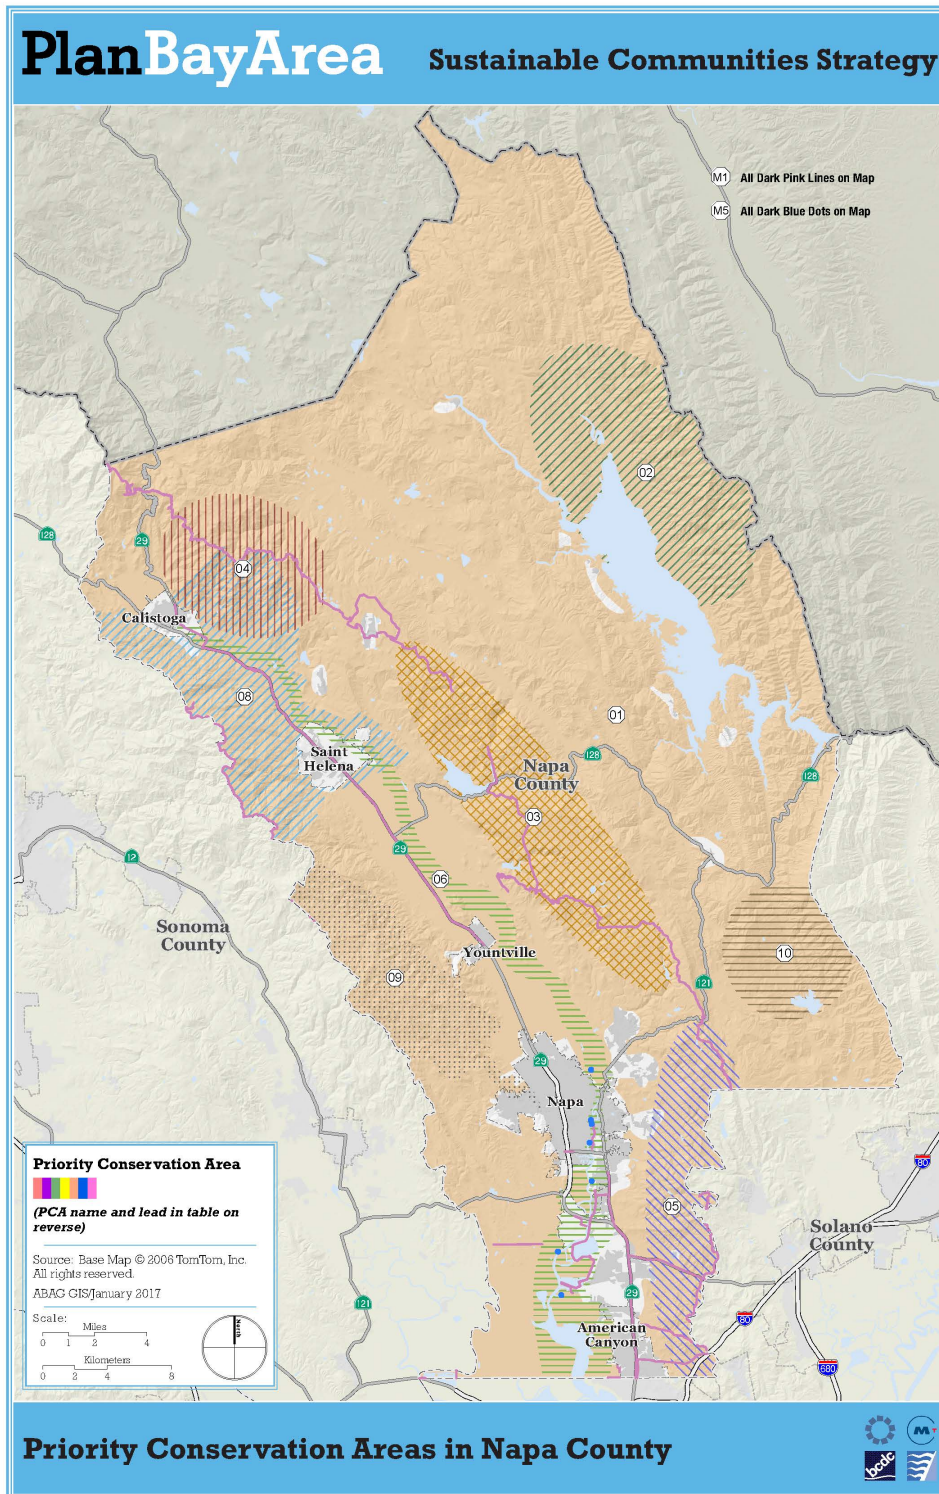 PlanBayArea
Sustainable Communities Strategy
M1 All Dark Pink Lines on Map
M5 All Dark Blue Dots on Map
02
128
29
04
Calistoga
08
01
Saint
Helena
128
Napa
County
128
03
12
29
06
Sonoma
County
Yountville
10
09
121
29
Napa
80
05
Solano
County
29
121
80
American
Canyon
680
Priority Conservation Area
(PCA name and lead in table on
reverse)
Source: Base Map © 2006 TomTom, Inc.
All rights reserved.
ABAG GIS/January 2017
Scale:
Miles
0 1 2 4
Kilometers
0 2 4 8
North
Priority Conservation Areas in Napa County
M T
bcdc